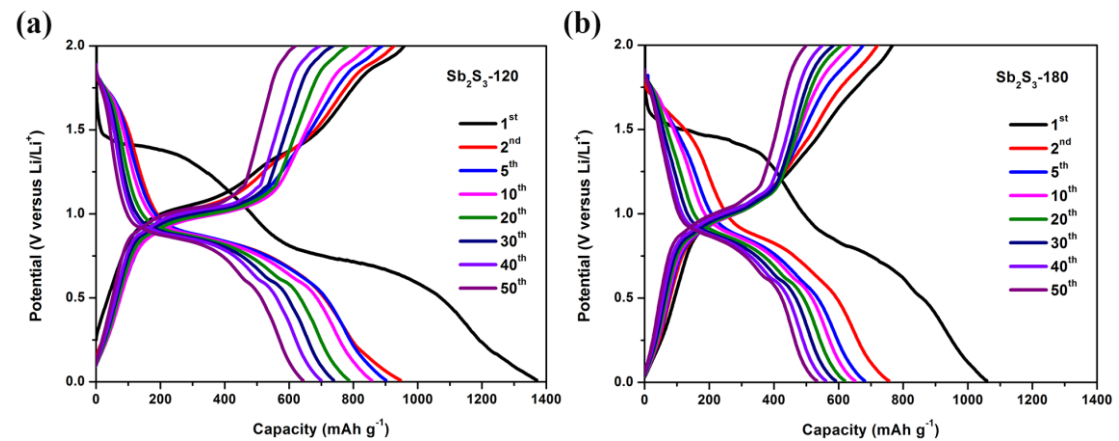 (a)
Sb₂S₃-120
1ˢᵗ
2ⁿᵈ
5ᵗʰ
10ᵗʰ
20ᵗʰ
30ᵗʰ
40ᵗʰ
50ᵗʰ
Potential (V versus Li/Li⁺)
2.0
1.5
1.0
0.5
0.0
0 200 400 600 800 1000 1200 1400
Capacity (mAh g⁻¹)
(b)
Sb₂S₃-180
1ˢᵗ
2ⁿᵈ
5ᵗʰ
10ᵗʰ
20ᵗʰ
30ᵗʰ
40ᵗʰ
50ᵗʰ
Potential (V versus Li/Li⁺)
2.0
1.5
1.0
0.5
0.0
0 200 400 600 800 1000 1200 1400
Capacity (mAh g⁻¹)